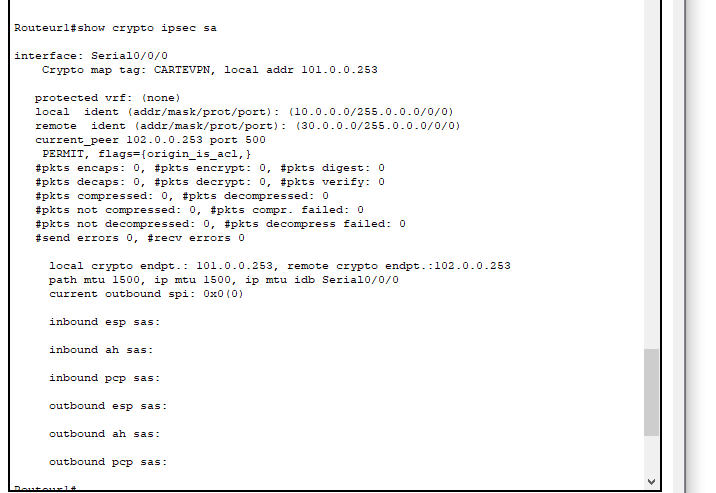 Routeur1#show crypto ipsec sa
interface: Serial0/0/0
Crypto map tag: CARTEVPN, local addr 101.0.0.253
protected vrf: (none)
local  ident (addr/mask/prot/port): (10.0.0.0/255.0.0.0/0/0)
remote  ident (addr/mask/prot/port): (30.0.0.0/255.0.0.0/0/0)
current_peer 102.0.0.253 port 500
PERMIT, flags={origin_is_acl,}
#pkts encaps: 0, #pkts encrypt: 0, #pkts digest: 0
#pkts decaps: 0, #pkts decrypt: 0, #pkts verify: 0
#pkts compressed: 0, #pkts decompressed: 0
#pkts not compressed: 0, #pkts compr. failed: 0
#pkts not decompressed: 0, #pkts decompress failed: 0
#send errors 0, #recv errors 0
local crypto endpt.: 101.0.0.253, remote crypto endpt.:102.0.0.253
path mtu 1500, ip mtu 1500, ip mtu idb Serial0/0/0
current outbound spi: 0x0(0)
inbound esp sas:
inbound ah sas:
inbound pcp sas:
outbound esp sas:
outbound ah sas:
outbound pcp sas:
Routeur1#